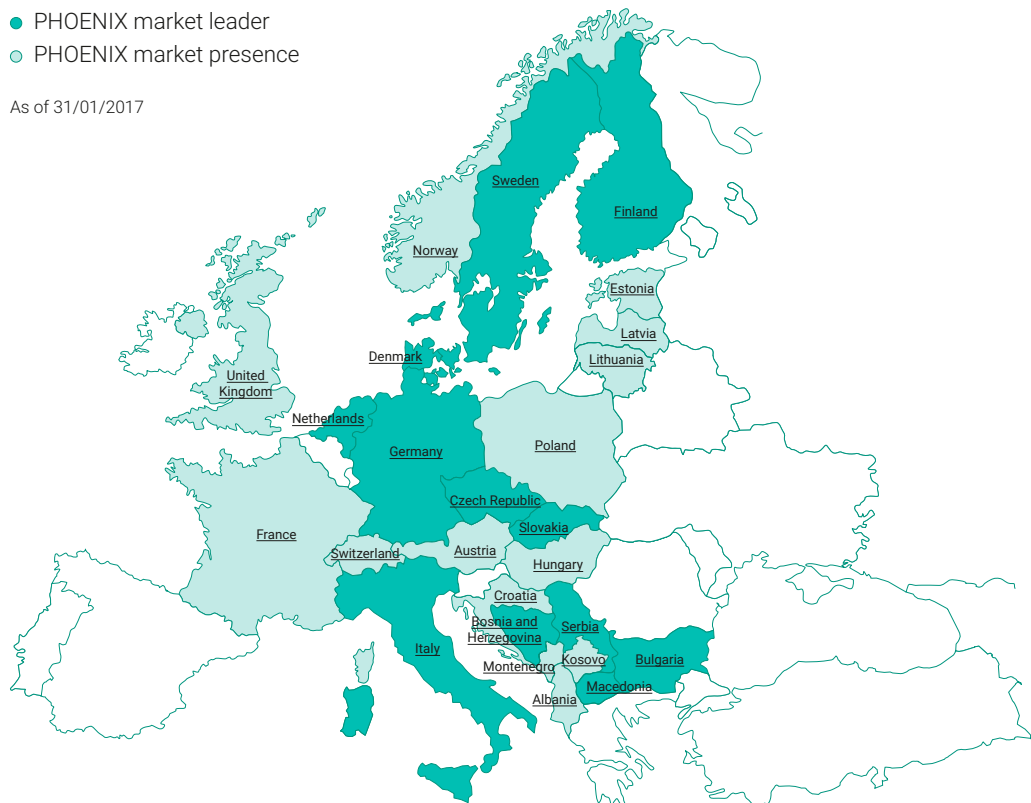 PHOENIX market leader
PHOENIX market presence
As of 31/01/2017
Sweden
Finland
Norway
Estonia
Latvia
Lithuania
Denmark
United
Kingdom
Netherlands
Germany
Poland
Czech Republic
Slovakia
France
Switzerland
Austria
Hungary
Croatia
Bosnia and
Herzegovina
Serbia
Italy
Montenegro
Kosovo
Bulgaria
Macedonia
Albania